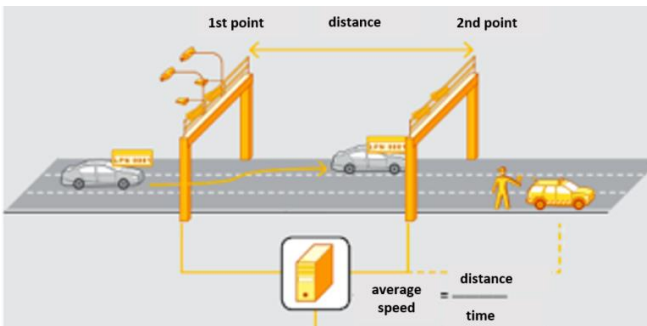 1st point
distance
2nd point
average
speed
=
distance
time